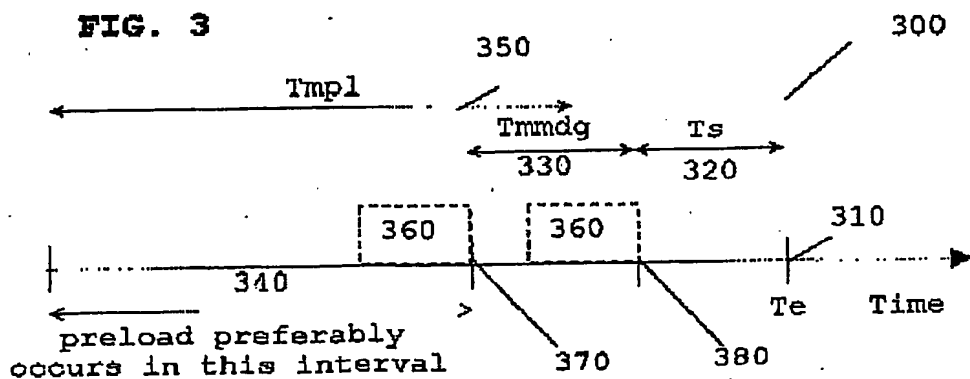 FIG. 3
350
300
Tmpl
Tmmdg
Ts
330
320
360
360
310
340
>
Te
Time
preload preferably
occurs in this interval
370
380